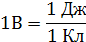 1В = 1 Дж / 1 Кл